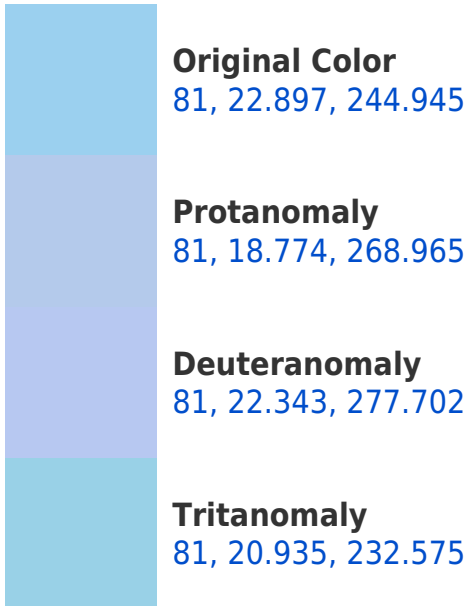 Original Color
81, 22.897, 244.945
Protanomaly
81, 18.774, 268.965
Deuteranomaly
81, 22.343, 277.702
Tritanomaly
81, 20.935, 232.575